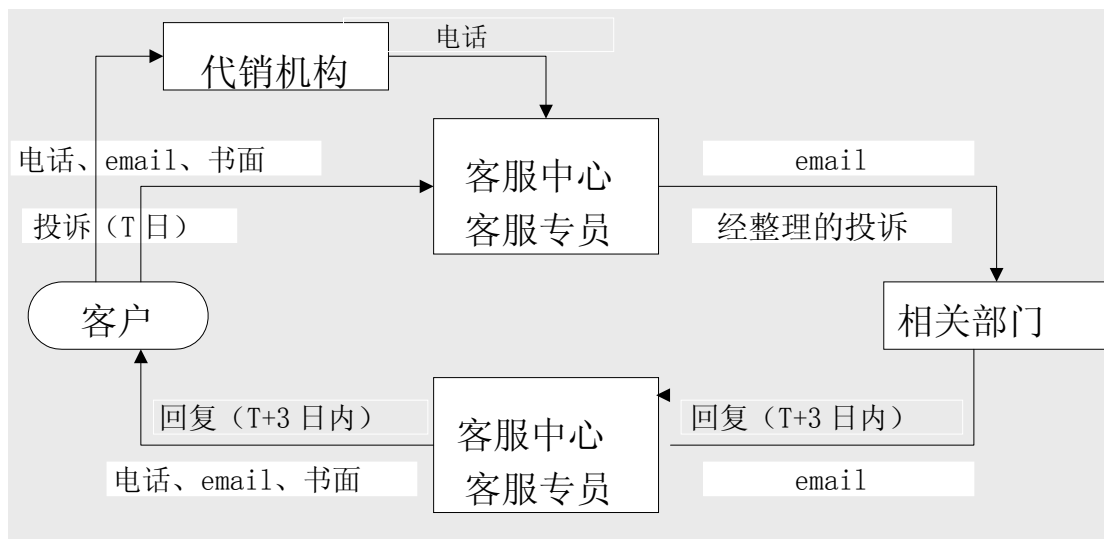 电话
代销机构
电话、email、书面
客服中心
客服专员
email
投诉（T 日）
经整理的投诉
客户
相关部门
回复（T+3 日内）
客服中心
客服专员
回复（T+3 日内）
电话、email、书面
email